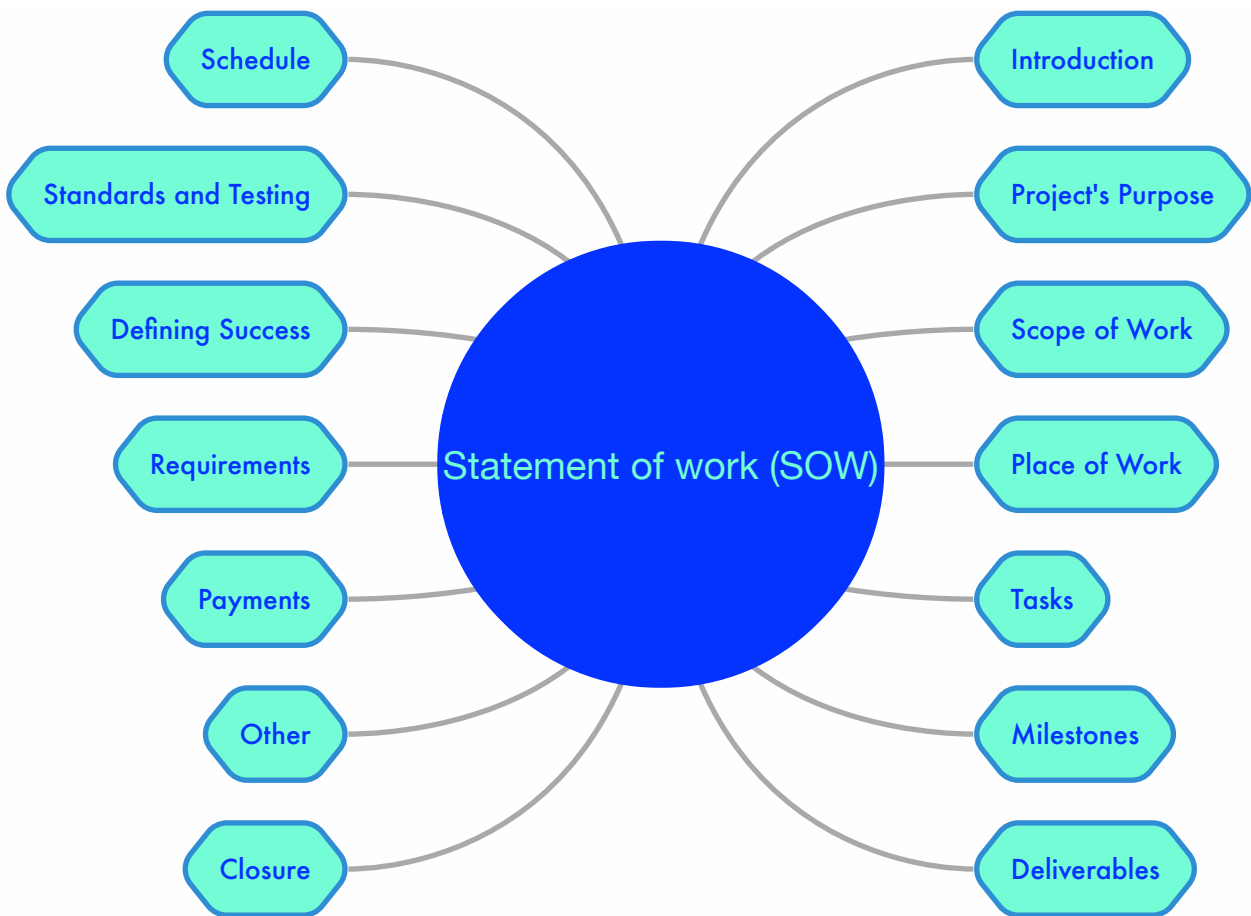 Schedule
Introduction
Standards and Testing
Project's Purpose
Defining Success
Scope of Work
Requirements
Statement of work (SOW)
Place of Work
Payments
Tasks
Other
Milestones
Closure
Deliverables